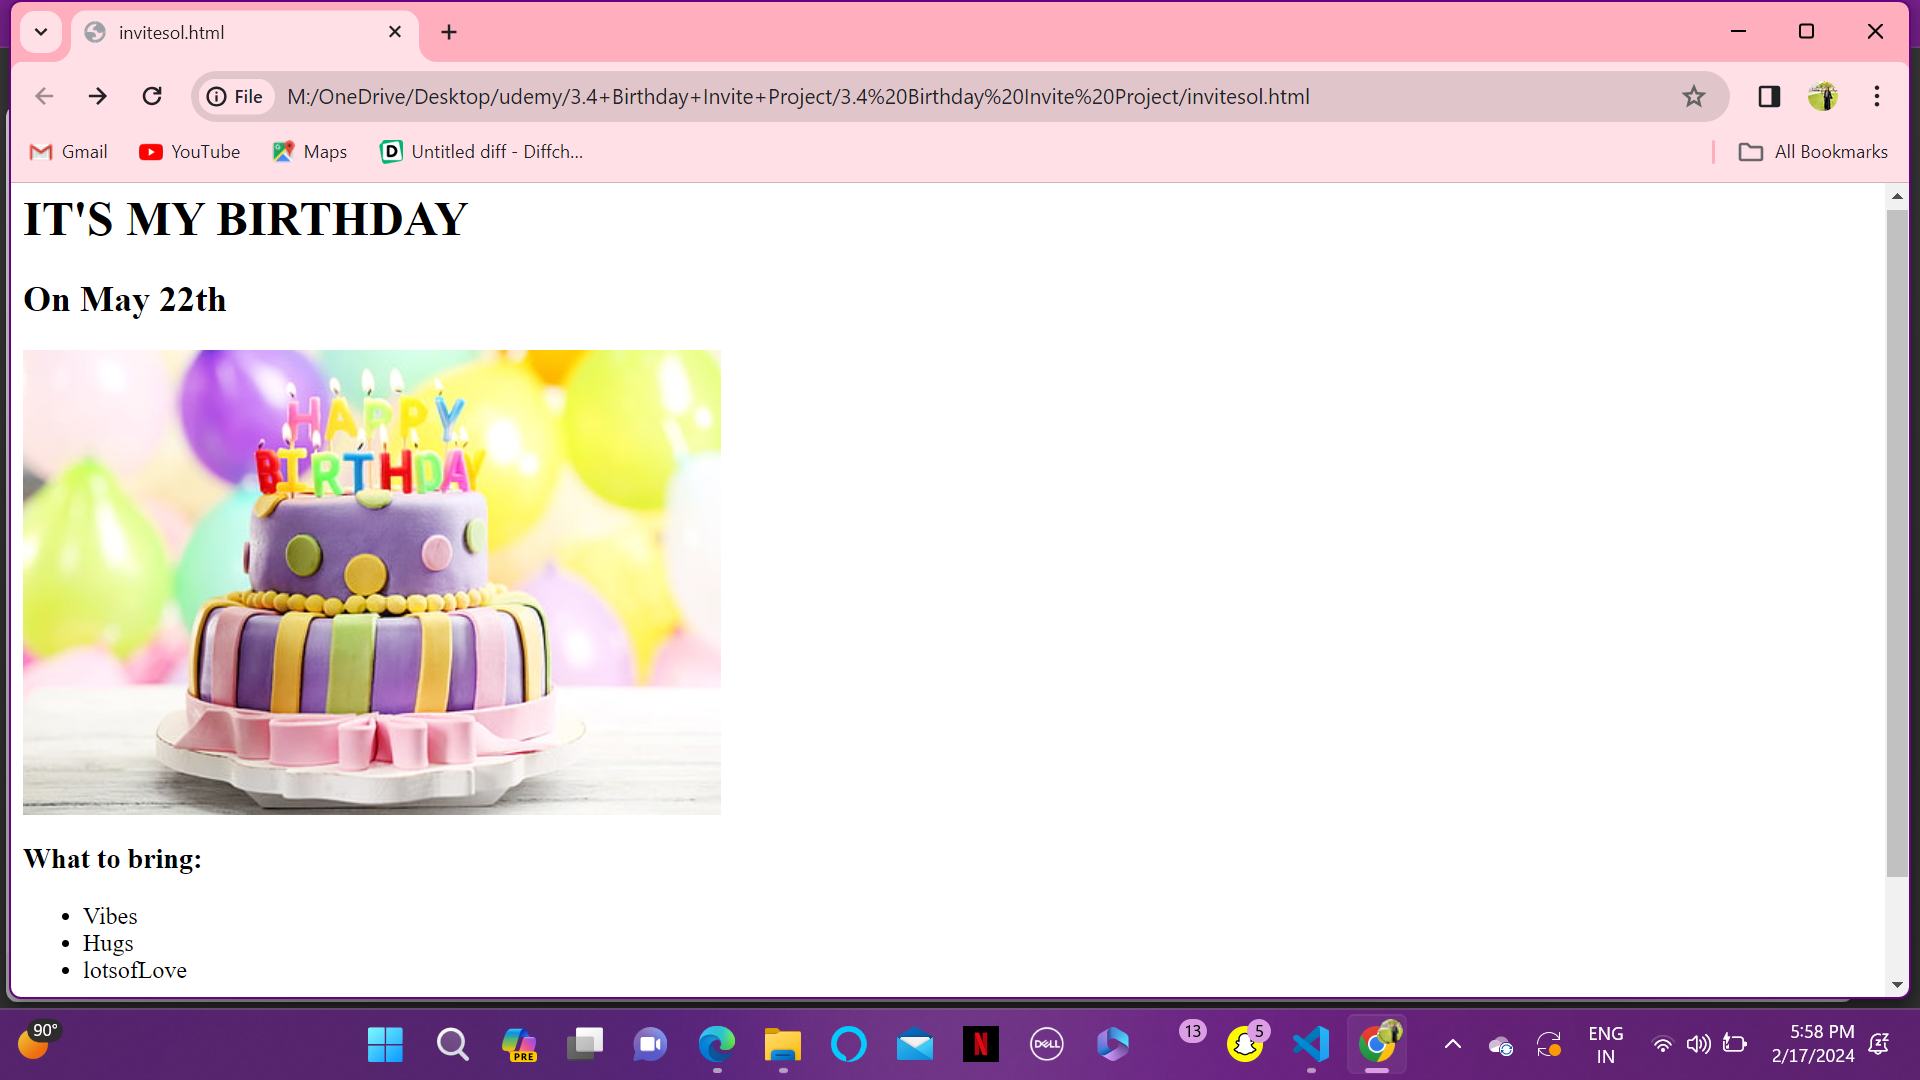 invitesol.html
File
M:/OneDrive/Desktop/udemy/3.4+Birthday+Invite+Project/3.4%20Birthday%20Invite%20Project/invitesol.html
Gmail
YouTube
Maps
Untitled diff - Diffch...
All Bookmarks
IT'S MY BIRTHDAY
On May 22th
HAPPY
BIRTHDAY
What to bring:
Vibes
Hugs
lotsofLove
90°
PRE
N
DELL
13
5
ENG
IN
5:58 PM
2/17/2024